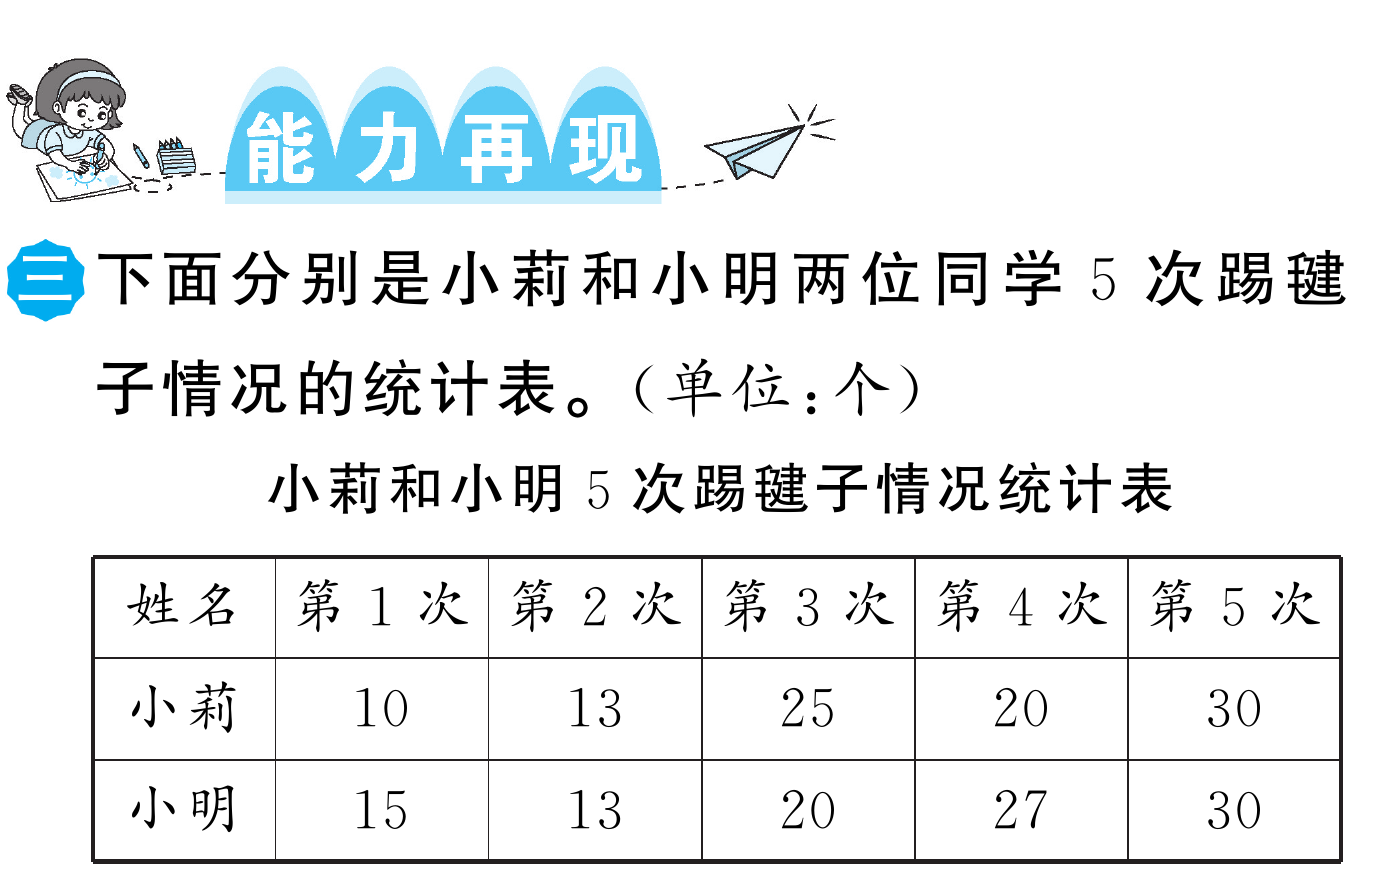 能力再现
三 下面分别是小莉和小明两位同学 5 次踢毽
子情况的统计表。(单位:个)
小莉和小明 5 次踢毽子情况统计表
姓名 第 1 次 第 2 次 第 3 次 第 4 次 第 5 次
小莉 10 13 25 20 30
小明 15 13 20 27 30